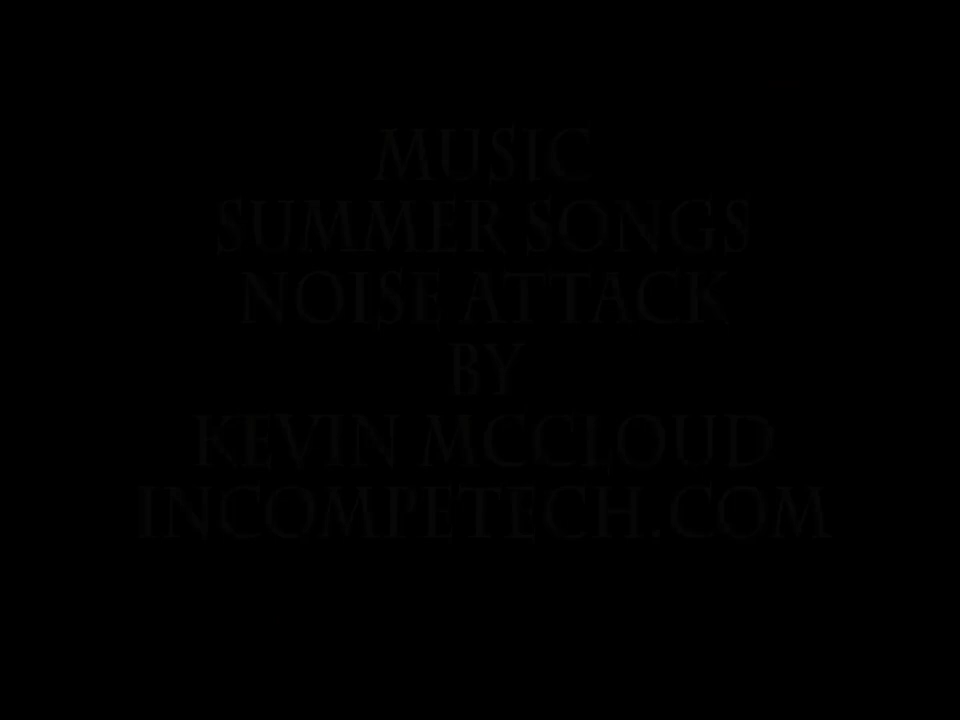 MUSIC
SUMMER SONGS
NOISE ATTACK
BY
KEVIN MCCLOUD
INCOMPETECH.COM